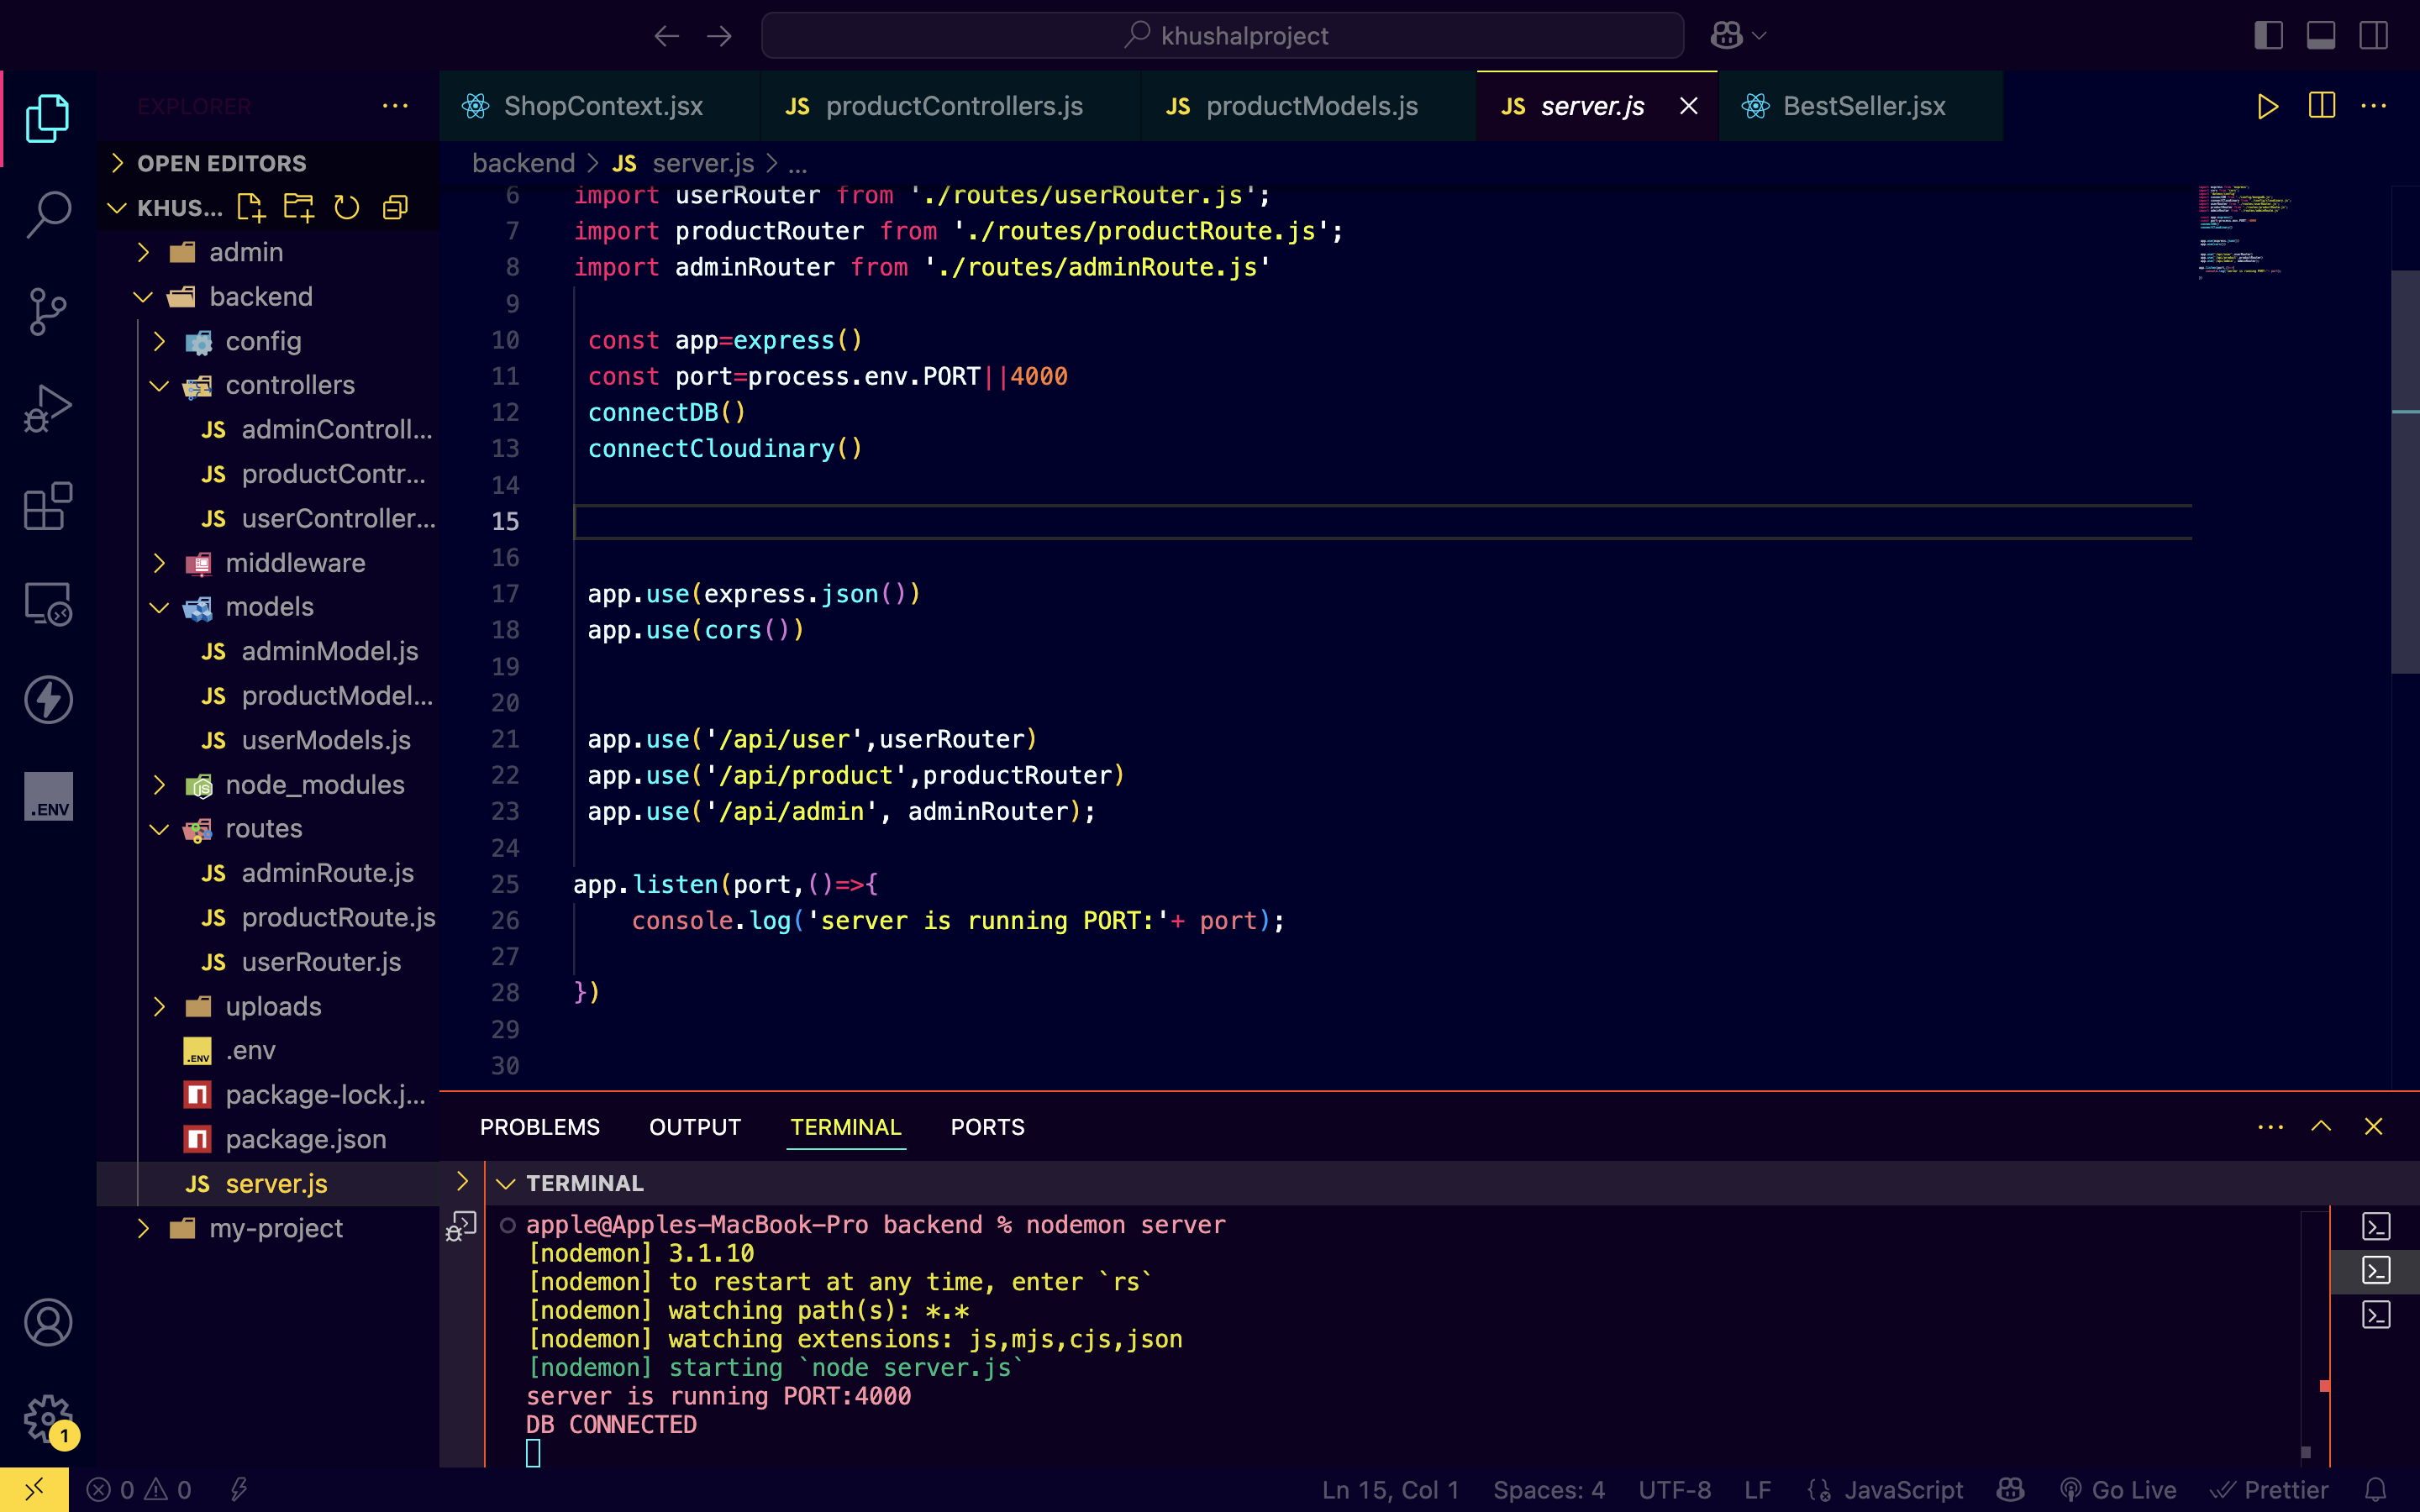 khushalproject
EXPLORER
OPEN EDITORS
KHUS...
admin
backend
config
controllers
JS adminControll...
JS productContr...
JS userController...
middleware
models
JS adminModel.js
JS productModel...
JS userModels.js
node_modules
routes
JS adminRoute.js
JS productRoute.js
JS userRouter.js
uploads
.ENV .env
package-lock.j...
package.json
JS server.js
my-project
.ENV
1
ShopContext.jsx
JS productControllers.js
JS productModels.js
JS server.js
BestSeller.jsx
backend > JS server.js > ...
6 import userRouter from './routes/userRouter.js';
7 import productRouter from './routes/productRoute.js';
8 import adminRouter from './routes/adminRoute.js'
9
10 const app=express()
11 const port=process.env.PORT||4000
12 connectDB()
13 connectCloudinary()
14
15
16
17 app.use(express.json())
18 app.use(cors())
19
20
21 app.use('/api/user',userRouter)
22 app.use('/api/product',productRouter)
23 app.use('/api/admin', adminRouter);
24
25 app.listen(port,()=>{
26 console.log('server is running PORT:'+ port);
27
28 })
29
30
PROBLEMS OUTPUT TERMINAL PORTS
TERMINAL
apple@Apples-MacBook-Pro backend % nodemon server
[nodemon] 3.1.10
[nodemon] to restart at any time, enter `rs`
[nodemon] watching path(s): *.*
[nodemon] watching extensions: js,mjs,cjs,json
[nodemon] starting `node server.js`
server is running PORT:4000
DB CONNECTED
0 0
Ln 15, Col 1 Spaces: 4 UTF-8 LF JavaScript Go Live Prettier